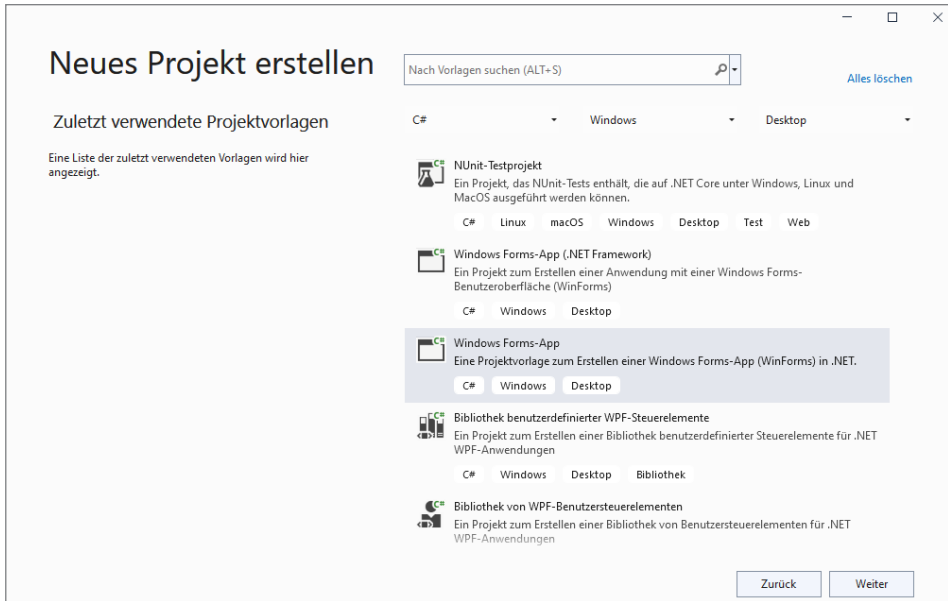 Neues Projekt erstellen
Nach Vorlagen suchen (ALT+S)
Alles löschen
Zuletzt verwendete Projektvorlagen
Eine Liste der zuletzt verwendeten Vorlagen wird hier
angezeigt.
C# Windows Desktop
C#
NUnit-Testprojekt
Ein Projekt, das NUnit-Tests enthält, die auf .NET Core unter Windows, Linux und
MacOS ausgeführt werden können.
C# Linux macOS Windows Desktop Test Web
C#
Windows Forms-App (.NET Framework)
Ein Projekt zum Erstellen einer Anwendung mit einer Windows Forms-
Benutzeroberfläche (WinForms)
C# Windows Desktop
C#
Windows Forms-App
Eine Projektvorlage zum Erstellen einer Windows Forms-App (WinForms) in .NET.
C# Windows Desktop
C#
Bibliothek benutzerdefinierter WPF-Steuerelemente
Ein Projekt zum Erstellen einer Bibliothek benutzerdefinierter Steuerelemente für .NET
WPF-Anwendungen
C# Windows Desktop Bibliothek
C#
Bibliothek von WPF-Benutzersteuerelementen
Ein Projekt zum Erstellen einer Bibliothek von Benutzersteuerelementen für .NET
WPF-Anwendungen
Zurück Weiter